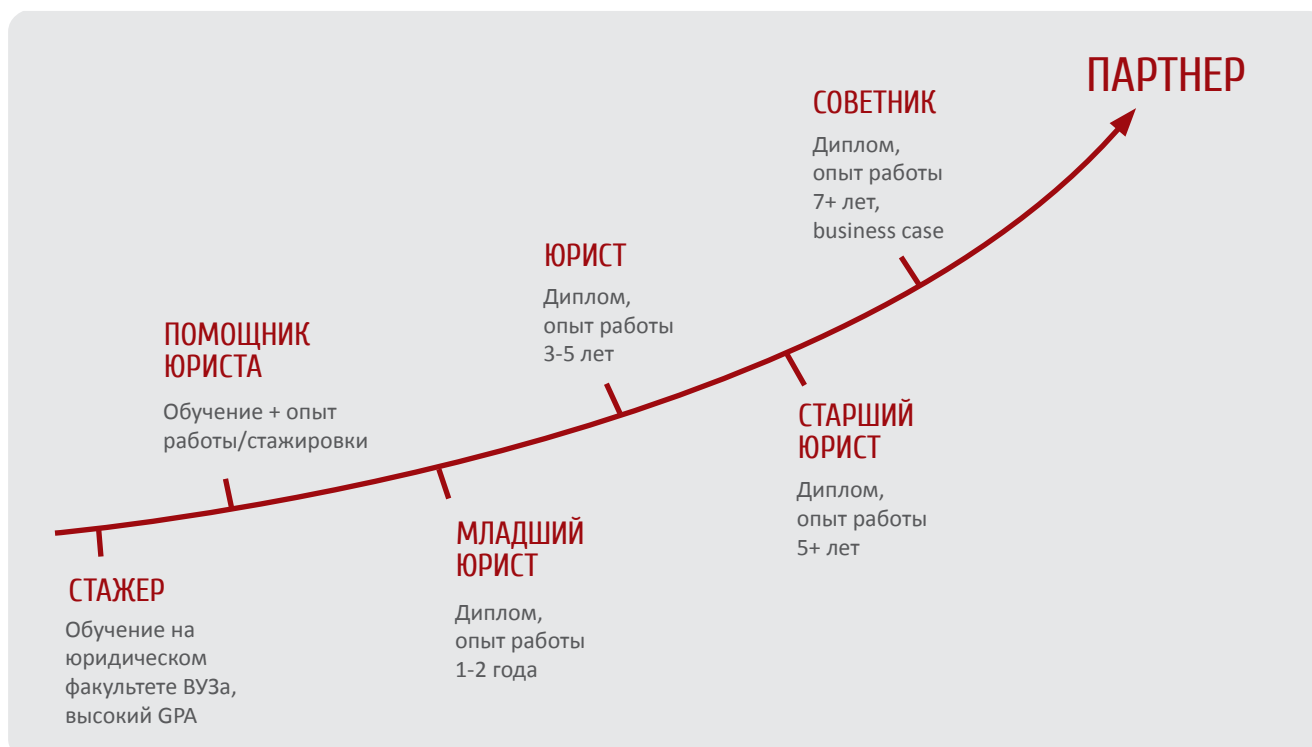 СТАЖЕР
Обучение на
юридическом
факультете ВУЗа,
высокий GPA
ПОМОЩНИК
ЮРИСТА
Обучение + опыт
работы/стажировки
МЛАДШИЙ
ЮРИСТ
Диплом,
опыт работы
1-2 года
ЮРИСТ
Диплом,
опыт работы
3-5 лет
СТАРШИЙ
ЮРИСТ
Диплом,
опыт работы
5+ лет
СОВЕТНИК
Диплом,
опыт работы
7+ лет,
business case
ПАРТНЕР